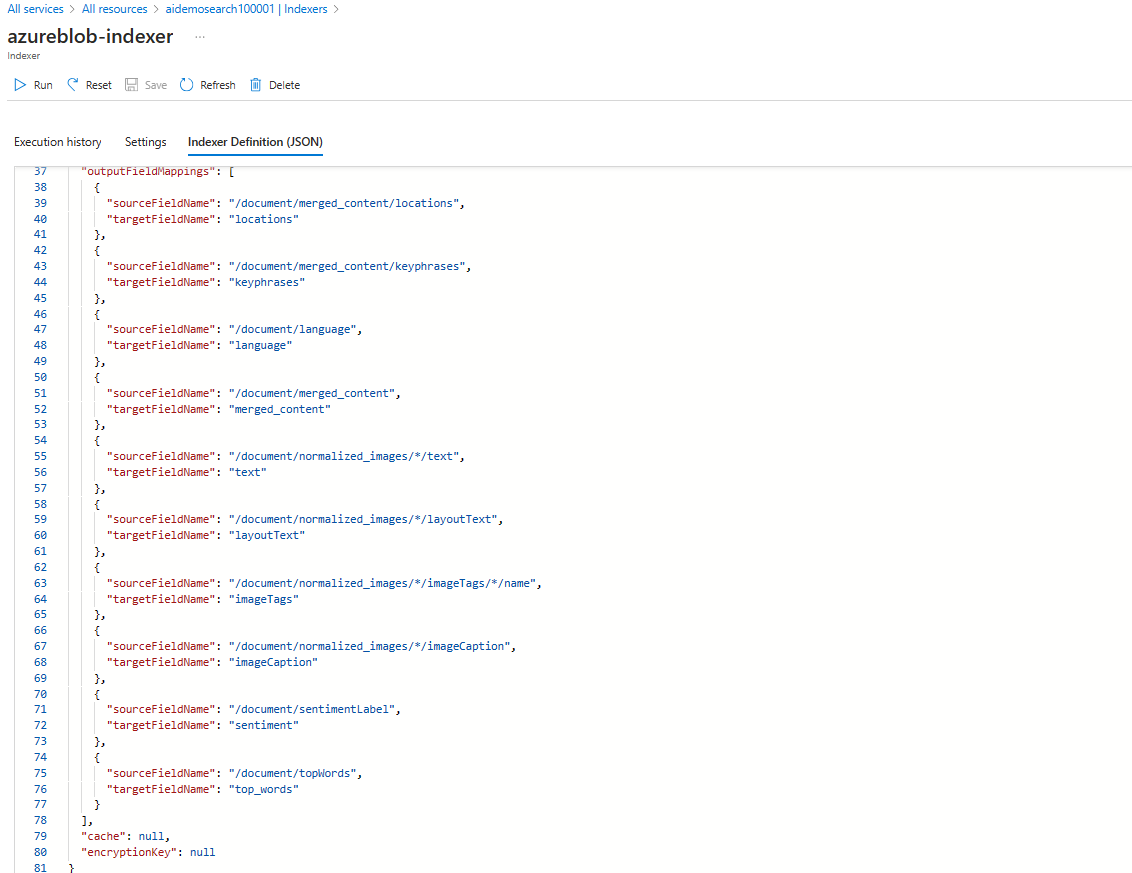 All services > All resources > aidemosearch100001 | Indexers >
azureblob-indexer ...
Indexer
Run Reset Save Refresh Delete
Execution history Settings Indexer Definition (JSON)
37 "outputFieldMappings": [
38 {
39 "sourceFieldName": "/document/merged_content/locations",
40 "targetFieldName": "locations"
41 },
42 {
43 "sourceFieldName": "/document/merged_content/keyphrases",
44 "targetFieldName": "keyphrases"
45 },
46 {
47 "sourceFieldName": "/document/language",
48 "targetFieldName": "language"
49 },
50 {
51 "sourceFieldName": "/document/merged_content",
52 "targetFieldName": "merged_content"
53 },
54 {
55 "sourceFieldName": "/document/normalized_images/*/text",
56 "targetFieldName": "text"
57 },
58 {
59 "sourceFieldName": "/document/normalized_images/*/layoutText",
60 "targetFieldName": "layoutText"
61 },
62 {
63 "sourceFieldName": "/document/normalized_images/*/imageTags/*/name",
64 "targetFieldName": "imageTags"
65 },
66 {
67 "sourceFieldName": "/document/normalized_images/*/imageCaption",
68 "targetFieldName": "imageCaption"
69 },
70 {
71 "sourceFieldName": "/document/sentimentLabel",
72 "targetFieldName": "sentiment"
73 },
74 {
75 "sourceFieldName": "/document/topWords",
76 "targetFieldName": "top_words"
77 }
78 ],
79 "cache": null,
80 "encryptionKey": null
81 }